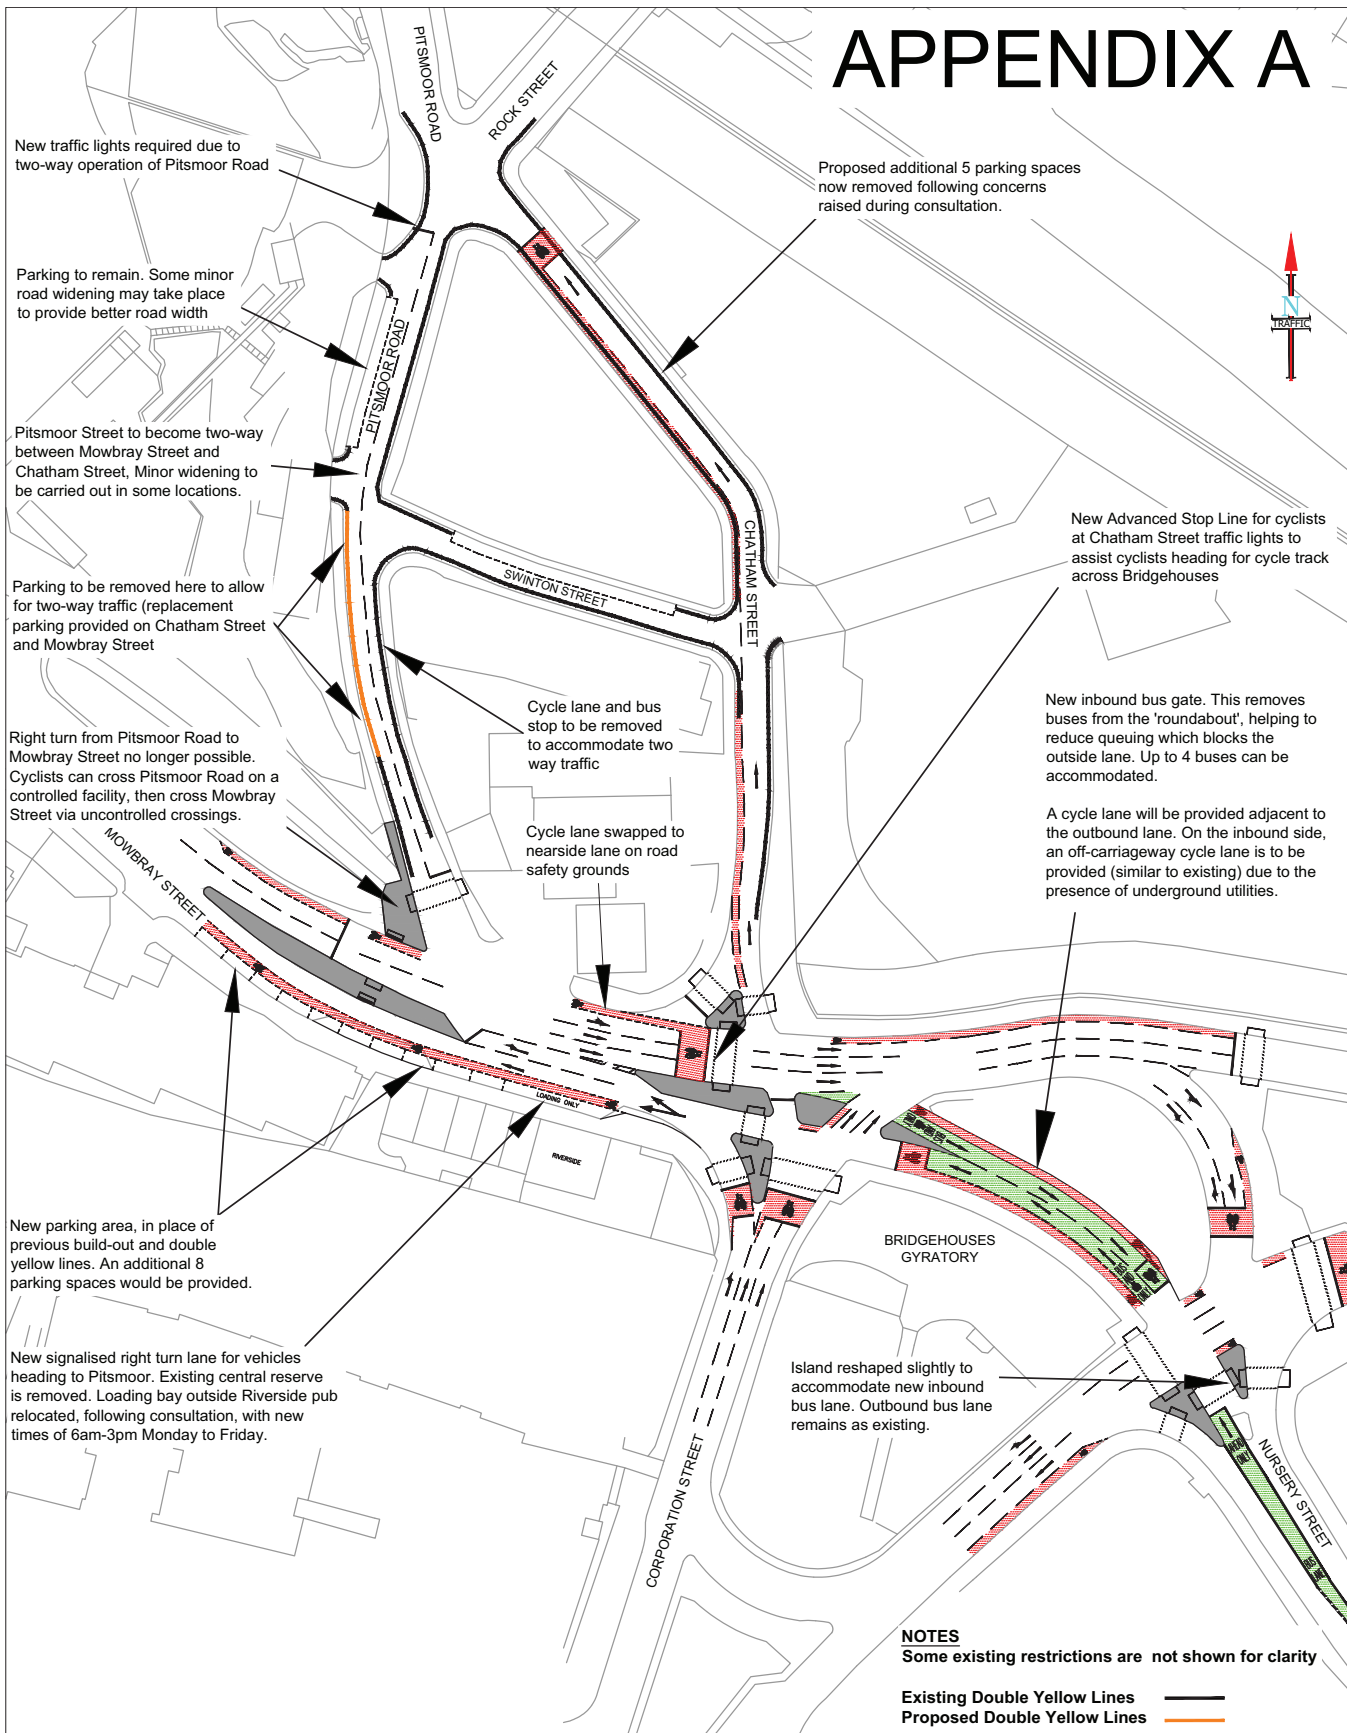 APPENDIX A
PITSMOOR ROAD
ROCK STREET
New traffic lights required due to
two-way operation of Pitsmoor Road
Proposed additional 5 parking spaces
now removed following concerns
raised during consultation.
Parking to remain. Some minor
road widening may take place
to provide better road width
N
TRAFFIC
PITSMOOR ROAD
Pitsmoor Street to become two-way
between Mowbray Street and
Chatham Street, Minor widening to
be carried out in some locations.
New Advanced Stop Line for cyclists
at Chatham Street traffic lights to
assist cyclists heading for cycle track
across Bridgehouses
CHATHAM STREET
SWINTON STREET
Parking to be removed here to allow
for two-way traffic (replacement
parking provided on Chatham Street
and Mowbray Street
Cycle lane and bus
stop to be removed
to accommodate two
way traffic
New inbound bus gate. This removes
buses from the 'roundabout', helping to
reduce queuing which blocks the
outside lane. Up to 4 buses can be
accommodated.
A cycle lane will be provided adjacent to
the outbound lane. On the inbound side,
an off-carriageway cycle lane is to be
provided (similar to existing) due to the
presence of underground utilities.
Right turn from Pitsmoor Road to
Mowbray Street no longer possible.
Cyclists can cross Pitsmoor Road on a
controlled facility, then cross Mowbray
Street via uncontrolled crossings.
MOWBRAY STREET
Cycle lane swapped to
nearside lane on road
safety grounds
LOADING ONLY
RIVERSIDE
New parking area, in place of
previous build-out and double
yellow lines. An additional 8
parking spaces would be provided.
BRIDGEHOUSES
GYRATORY
New signalised right turn lane for vehicles
heading to Pitsmoor. Existing central reserve
is removed. Loading bay outside Riverside pub
relocated, following consultation, with new
times of 6am-3pm Monday to Friday.
Island reshaped slightly to
accommodate new inbound
bus lane. Outbound bus lane
remains as existing.
CORPORATION STREET
NURSERY STREET
NOTES
Some existing restrictions are not shown for clarity
Existing Double Yellow Lines
Proposed Double Yellow Lines